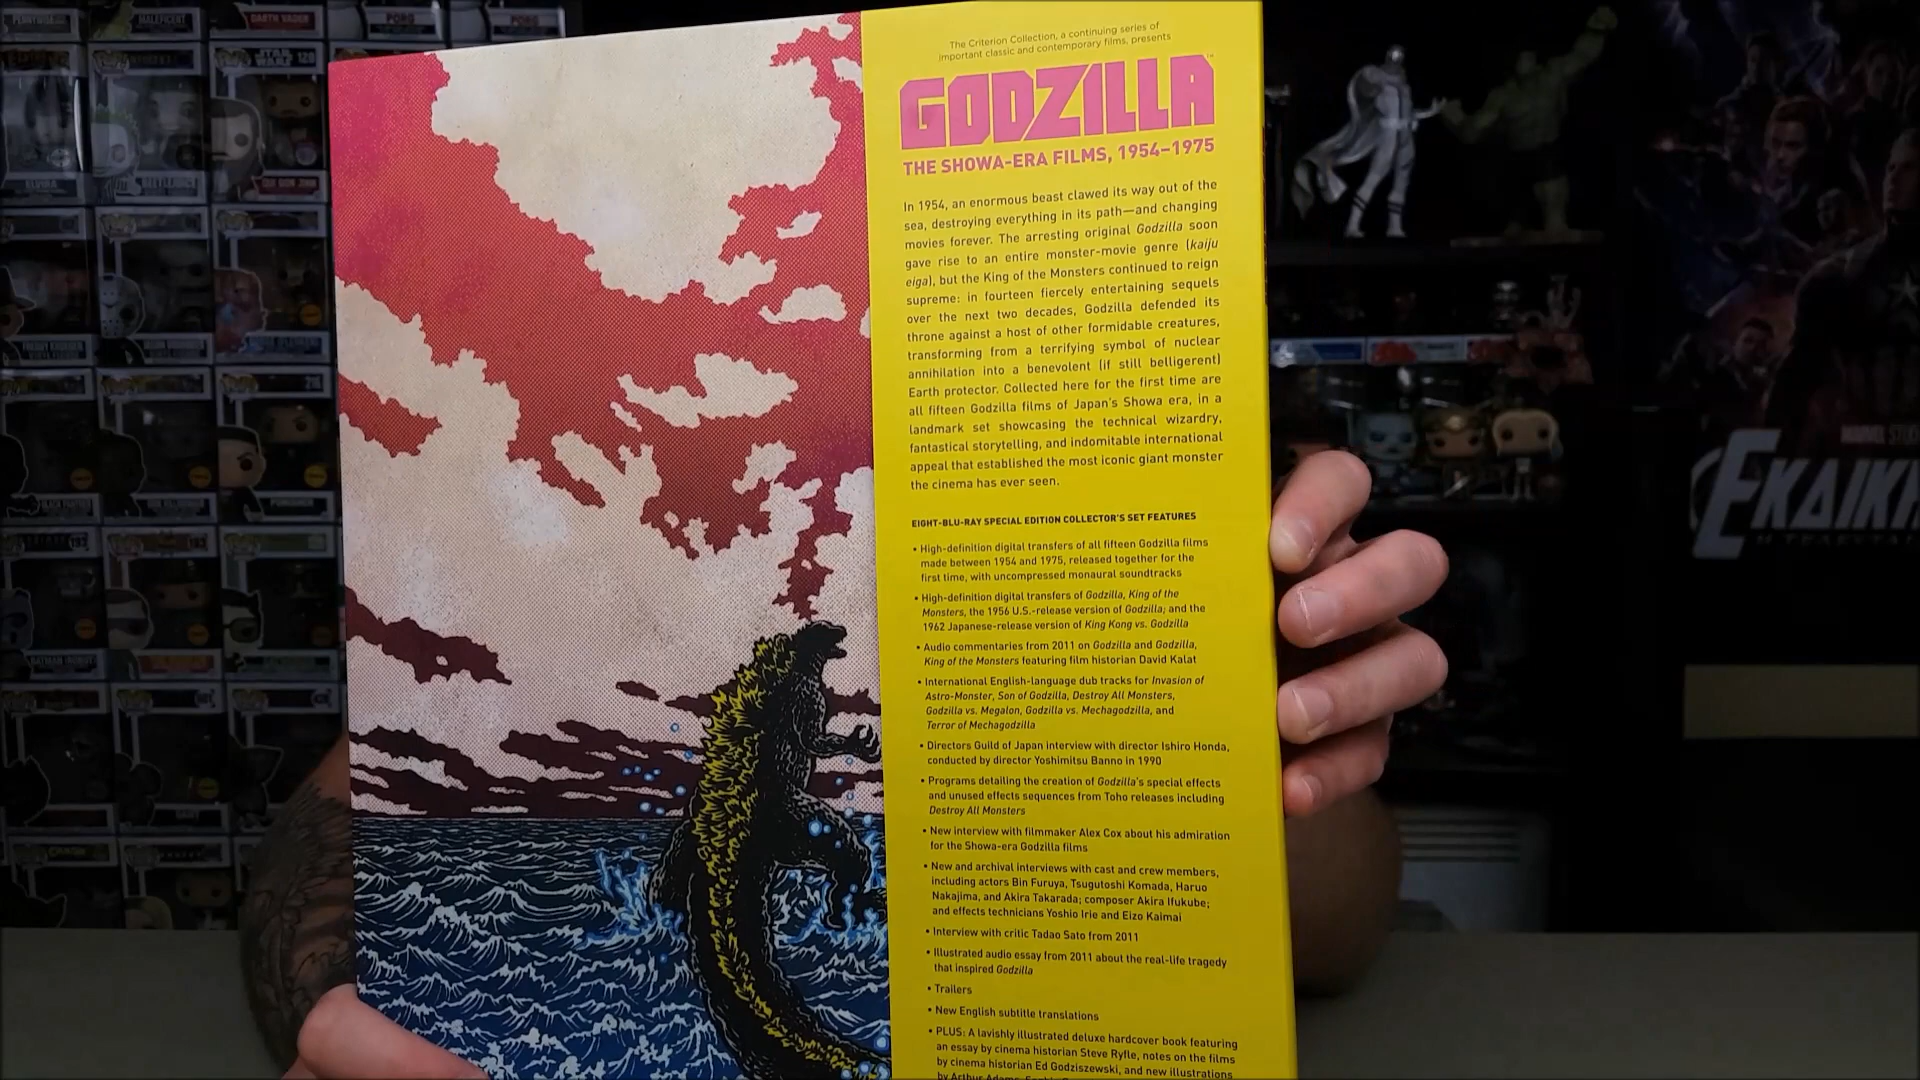 The Criterion Collection, a continuing series of
important classic and contemporary films, presents
GODZILLA™
THE SHOWA-ERA FILMS, 1954–1975
In 1954, an enormous beast clawed its way out of the
sea, destroying everything in its path—and changing
movies forever. The arresting original Godzilla soon
gave rise to an entire monster-movie genre (kaiju
eiga), but the King of the Monsters continued to reign
supreme: in fourteen fiercely entertaining sequels
over the next two decades, Godzilla defended its
throne against a host of other formidable creatures,
transforming from a terrifying symbol of nuclear
annihilation into a benevolent (if still belligerent)
Earth protector. Collected here for the first time are
all fifteen Godzilla films of Japan's Showa era, in a
landmark set showcasing the technical wizardry,
fantastical storytelling, and indomitable international
appeal that established the most iconic giant monster
the cinema has ever seen.
EIGHT-BLU-RAY SPECIAL EDITION COLLECTOR'S SET FEATURES
• High-definition digital transfers of all fifteen Godzilla films
made between 1954 and 1975, released together for the
first time, with uncompressed monaural soundtracks
• High-definition digital transfers of Godzilla, King of the
Monsters, the 1956 U.S.-release version of Godzilla; and the
1962 Japanese-release version of King Kong vs. Godzilla
• Audio commentaries from 2011 on Godzilla and Godzilla,
King of the Monsters featuring film historian David Kalat
• International English-language dub tracks for Invasion of
Astro-Monster, Son of Godzilla, Destroy All Monsters,
Godzilla vs. Megalon, Godzilla vs. Mechagodzilla, and
Terror of Mechagodzilla
• Directors Guild of Japan interview with director Ishiro Honda,
conducted by director Yoshimitsu Banno in 1990
• Programs detailing the creation of Godzilla's special effects
and unused effects sequences from Toho releases including
Destroy All Monsters
• New interview with filmmaker Alex Cox about his admiration
for the Showa-era Godzilla films
• New and archival interviews with cast and crew members,
including actors Bin Furuya, Tsugutoshi Komada, Haruo
Nakajima, and Akira Takarada; composer Akira Ifukube;
and effects technicians Yoshio Irie and Eizo Kaimai
• Interview with critic Tadao Sato from 2011
• Illustrated audio essay from 2011 about the real-life tragedy
that inspired Godzilla
• Trailers
• New English subtitle translations
• PLUS: A lavishly illustrated deluxe hardcover book featuring
an essay by cinema historian Steve Ryfle, notes on the films
by cinema historian Ed Godziszewski, and new illustrations
by Arthur Adams,
MALEFICENT
DARTH VADER
PORG
PORG
STAR WARS
ELVIRA
BEETLEJUICE
QUI GON JINN
MARVEL
ΕΚΔΙΚΗ